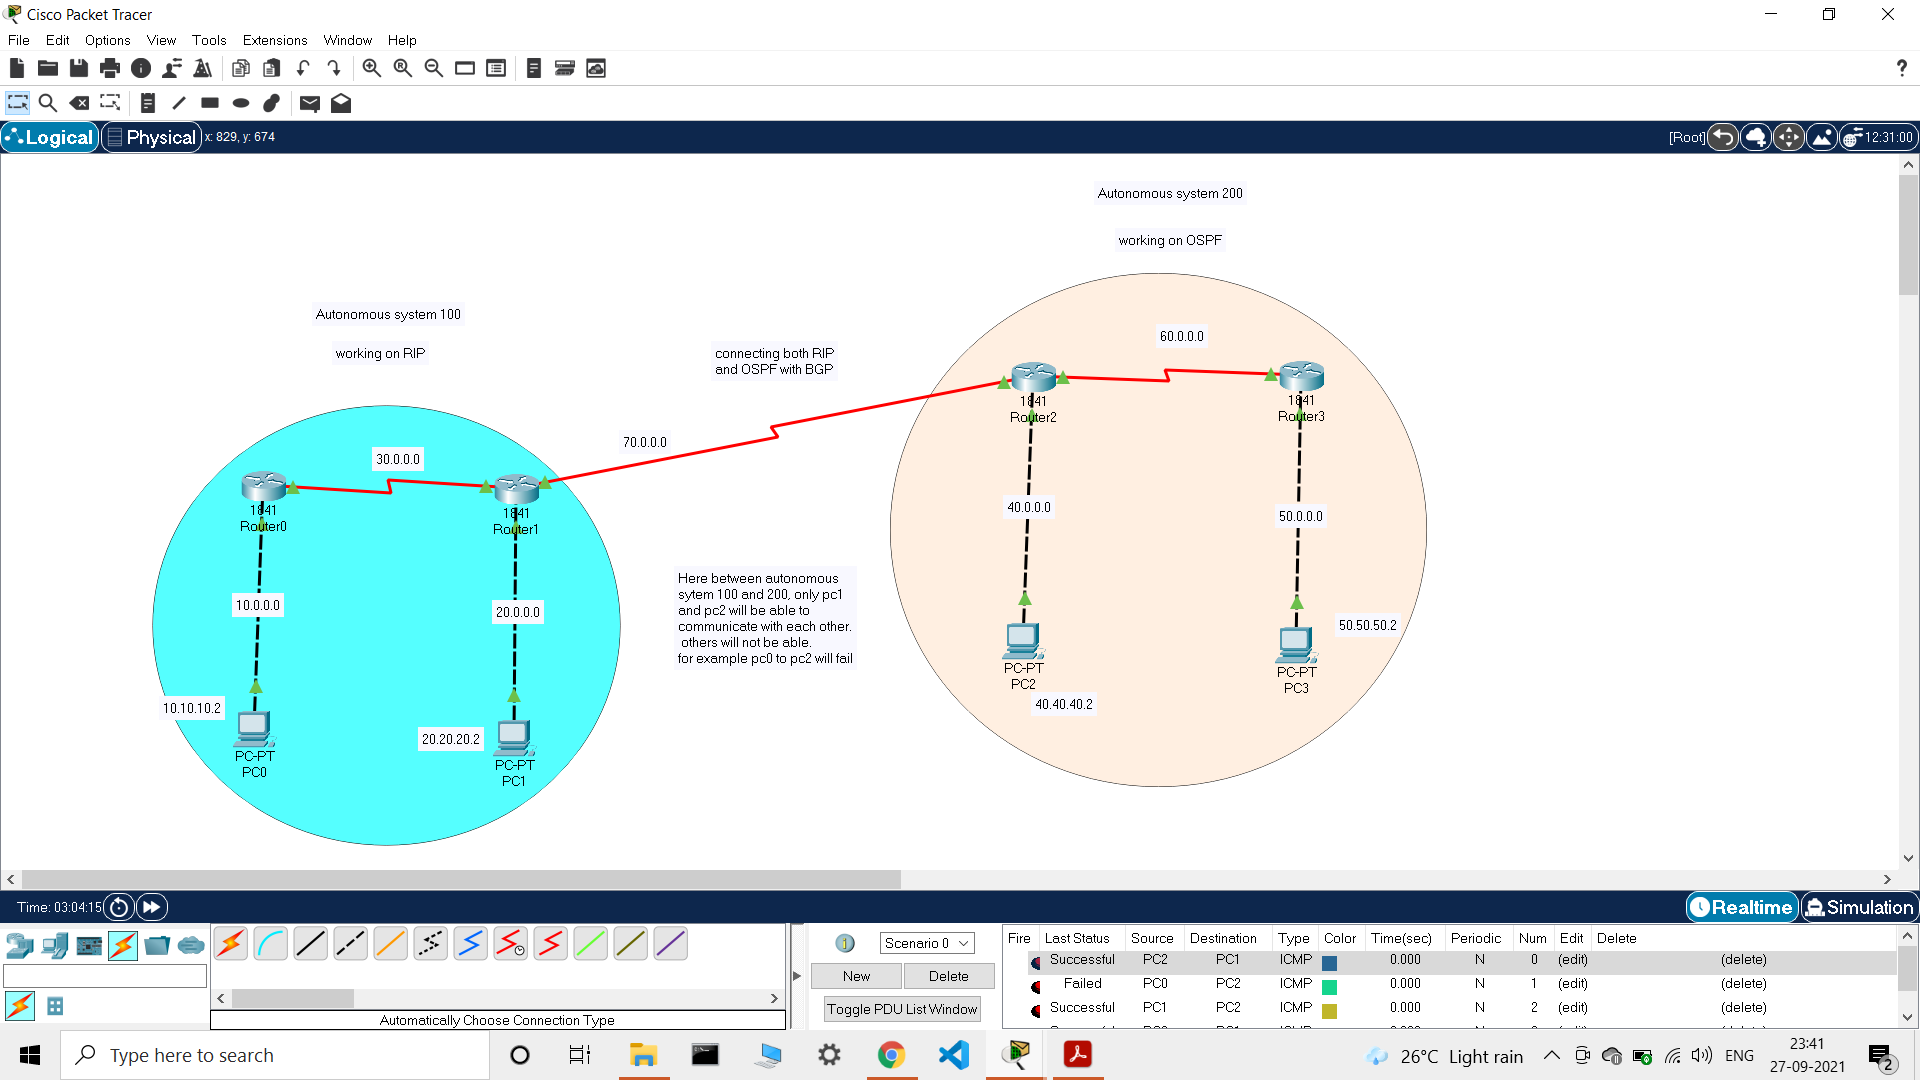 Cisco Packet Tracer
File Edit Options View Tools Extensions Window Help
Logical Physical x: 829, y: 674 [Root] 12:31:00
Autonomous system 200
working on OSPF
Autonomous system 100
working on RIP
connecting both RIP
and OSPF with BGP
60.0.0.0
1841
Router2
1841
Router3
70.0.0.0
30.0.0.0
1841
Router0
1841
Router1
40.0.0.0
50.0.0.0
Here between autonomous
sytem 100 and 200, only pc1
and pc2 will be able to
communicate with each other.
others will not be able.
for example pc0 to pc2 will fail
10.0.0.0
20.0.0.0
50.50.50.2
PC-PT
PC2
PC-PT
PC3
40.40.40.2
10.10.10.2
20.20.20.2
PC-PT
PC0
PC-PT
PC1
Time: 03:04:15 Realtime Simulation
Scenario 0
New Delete
Toggle PDU List Window
Automatically Choose Connection Type
Fire Last Status Source Destination Type Color Time(sec) Periodic Num Edit Delete
Successful PC2 PC1 ICMP 0.000 N 0 (edit) (delete)
Failed PC0 PC2 ICMP 0.000 N 1 (edit) (delete)
Successful PC1 PC2 ICMP 0.000 N 2 (edit) (delete)
Type here to search
26°C Light rain ENG
23:41
27-09-2021
2